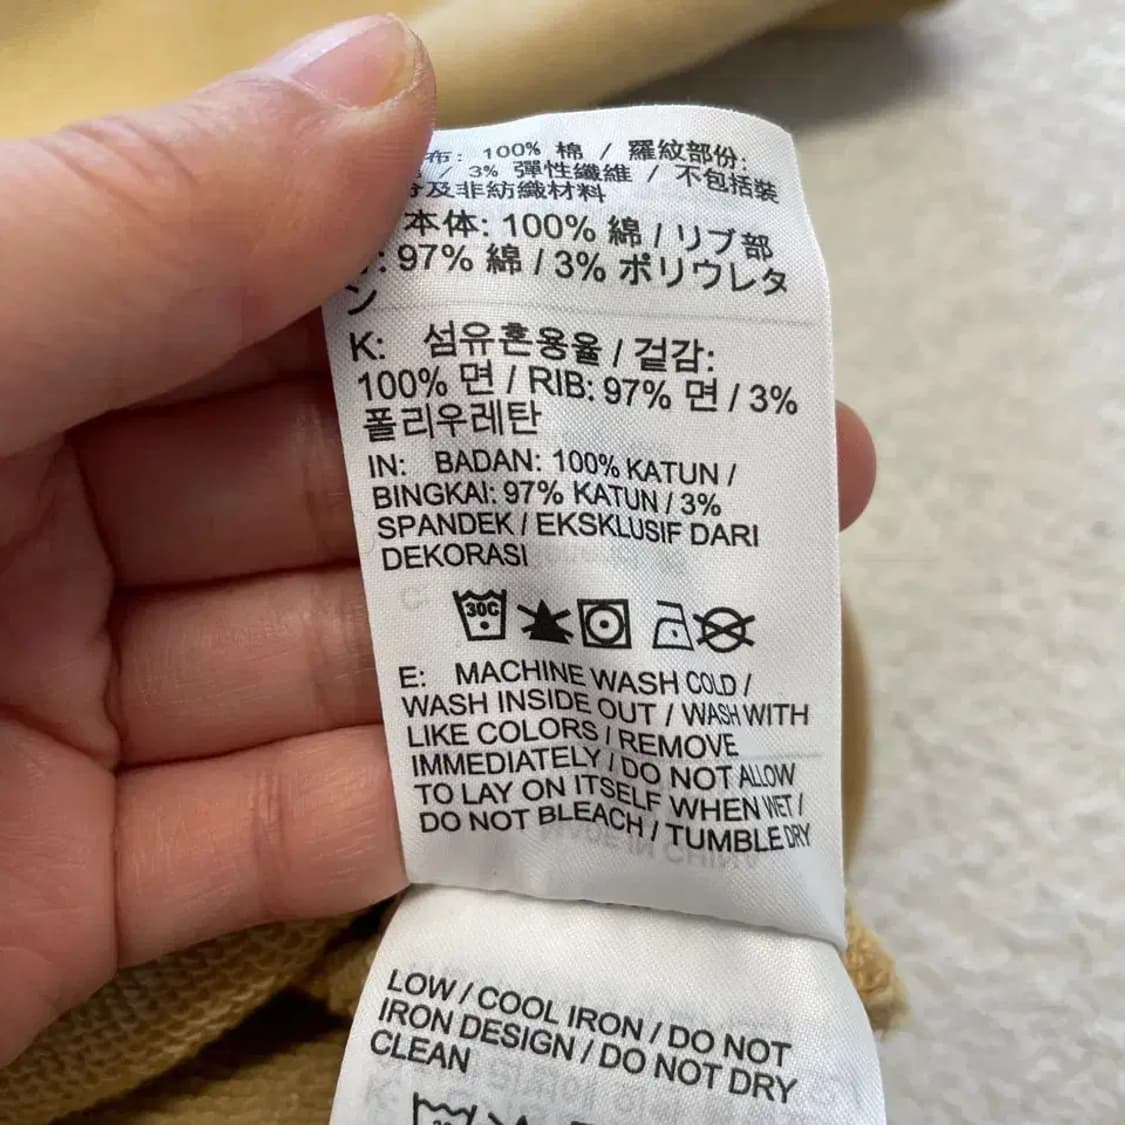 布: 100% 棉 / 羅紋部份:
/ 3% 彈性纖維 / 不包括裝
及非紡織材料
本体: 100% 綿 / リブ部
: 97% 綿 / 3% ポリウレタ
ン
K: 섬유혼용율 / 겉감:
100% 면 / RIB: 97% 면 / 3%
폴리우레탄
IN: BADAN: 100% KATUN /
BINGKAI: 97% KATUN / 3%
SPANDEK / EKSKLUSIF DARI
DEKORASI
30C
E: MACHINE WASH COLD /
WASH INSIDE OUT / WASH WITH
LIKE COLORS / REMOVE
IMMEDIATELY / DO NOT ALLOW
TO LAY ON ITSELF WHEN WET /
DO NOT BLEACH / TUMBLE DRY
LOW / COOL IRON / DO NOT
IRON DESIGN / DO NOT DRY
CLEAN